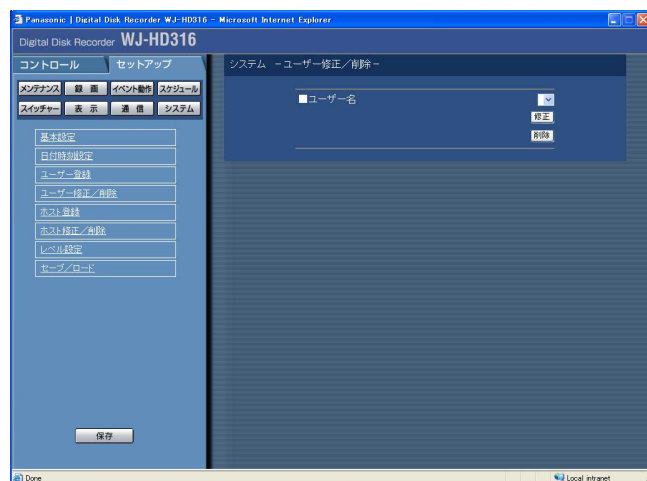 Panasonic | Digital Disk Recorder WJ-HD316 - Microsoft Internet Explorer
Digital Disk Recorder WJ-HD316
コントロール セットアップ
システム －ユーザー修正／削除－
メンテナンス 録 画 イベント動作 スケジュール
スイッチャー 表 示 通 信 システム
■ユーザー名
修正
削除
基本設定
日付時刻設定
ユーザー登録
ユーザー修正／削除
ホスト登録
ホスト修正／削除
レベル設定
セーブ／ロード
保存
Done
Local intranet